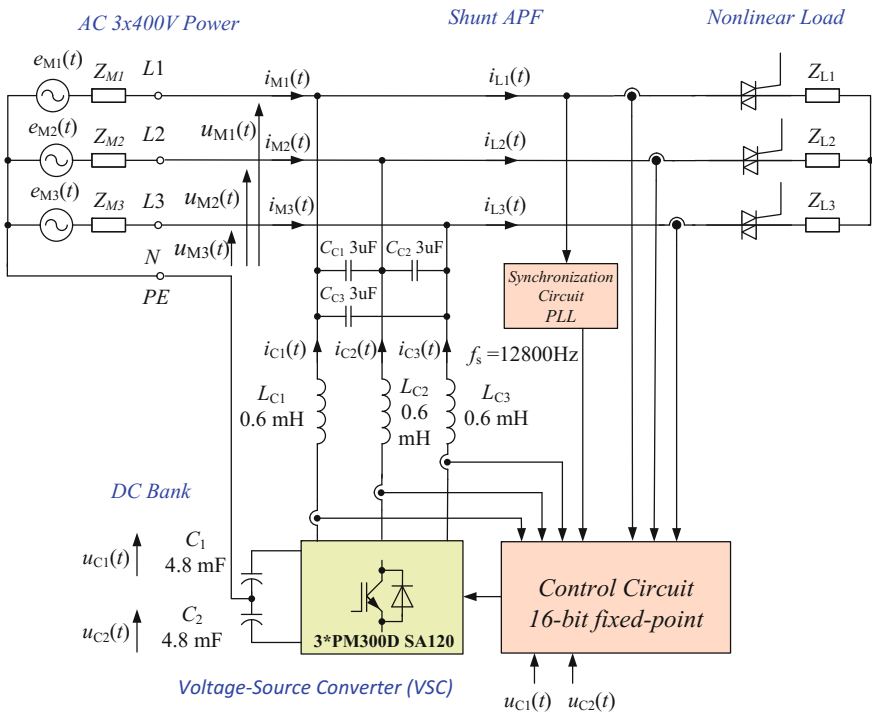 AC 3x400V Power
Shunt APF
Nonlinear Load
eM1(t)
ZM1
L1
iM1(t)
iL1(t)
ZL1
eM2(t)
ZM2
L2
uM1(t)
iM2(t)
iL2(t)
ZL2
eM3(t)
ZM3
L3
uM2(t)
iM3(t)
iL3(t)
ZL3
uM3(t)
N
PE
CC1 3uF
CC2 3uF
CC3 3uF
Synchronization
Circuit
PLL
iC1(t)
iC2(t)
iC3(t)
fs =12800Hz
LC1
0.6 mH
LC2
0.6
mH
LC3
0.6 mH
DC Bank
uC1(t)
C1
4.8 mF
uC2(t)
C2
4.8 mF
3*PM300D SA120
Control Circuit
16-bit fixed-point
Voltage-Source Converter (VSC)
uC1(t)
uC2(t)